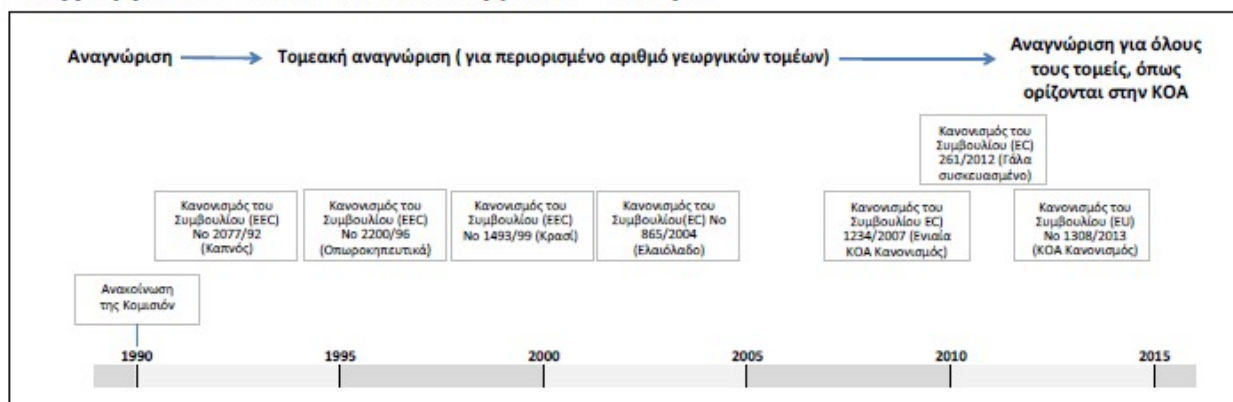 Αναγνώριση
Τομεακή αναγνώριση ( για περιορισμένο αριθμό γεωργικών τομέων)
Αναγνώριση για όλους
τους τομείς, όπως
ορίζονται στην ΚΟΑ
Κανονισμός του
Συμβουλίου (EC)
261/2012 (Γάλα
συσκευασμένο)
Κανονισμός του
Συμβουλίου (EEC)
No 2077/92
(Καπνός)
Κανονισμός του
Συμβουλίου (EEC)
No 2200/96
(Οπωροκηπευτικά)
Κανονισμός του
Συμβουλίου (EEC)
No 1493/99 (Κρασί)
Κανονισμός του
Συμβουλίου(EC) No
865/2004
(Ελαιόλαδο)
Κανονισμός του
Συμβουλίου EC)
1234/2007 (Ενιαία
ΚΟΑ Κανονισμός)
Κανονισμός του
Συμβουλίου (EU)
No 1308/2013
(ΚΟΑ Κανονισμός)
Ανακοίνωση
της Κομισιόν
1990 1995 2000 2005 2010 2015